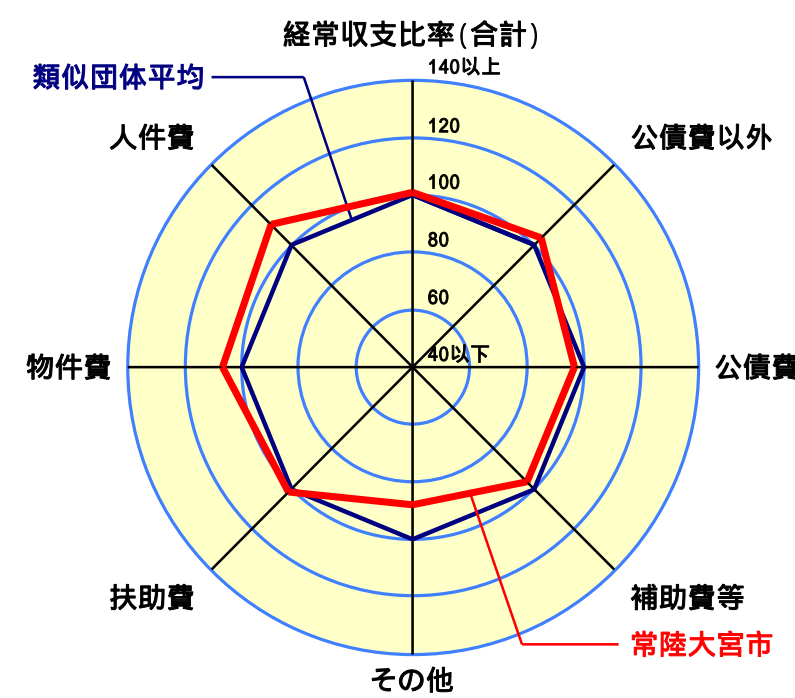 経常収支比率(合計)
140以上
類似団体平均
120
人件費
公債費以外
100
80
60
40以下
物件費
公債費
扶助費
補助費等
常陸大宮市
その他